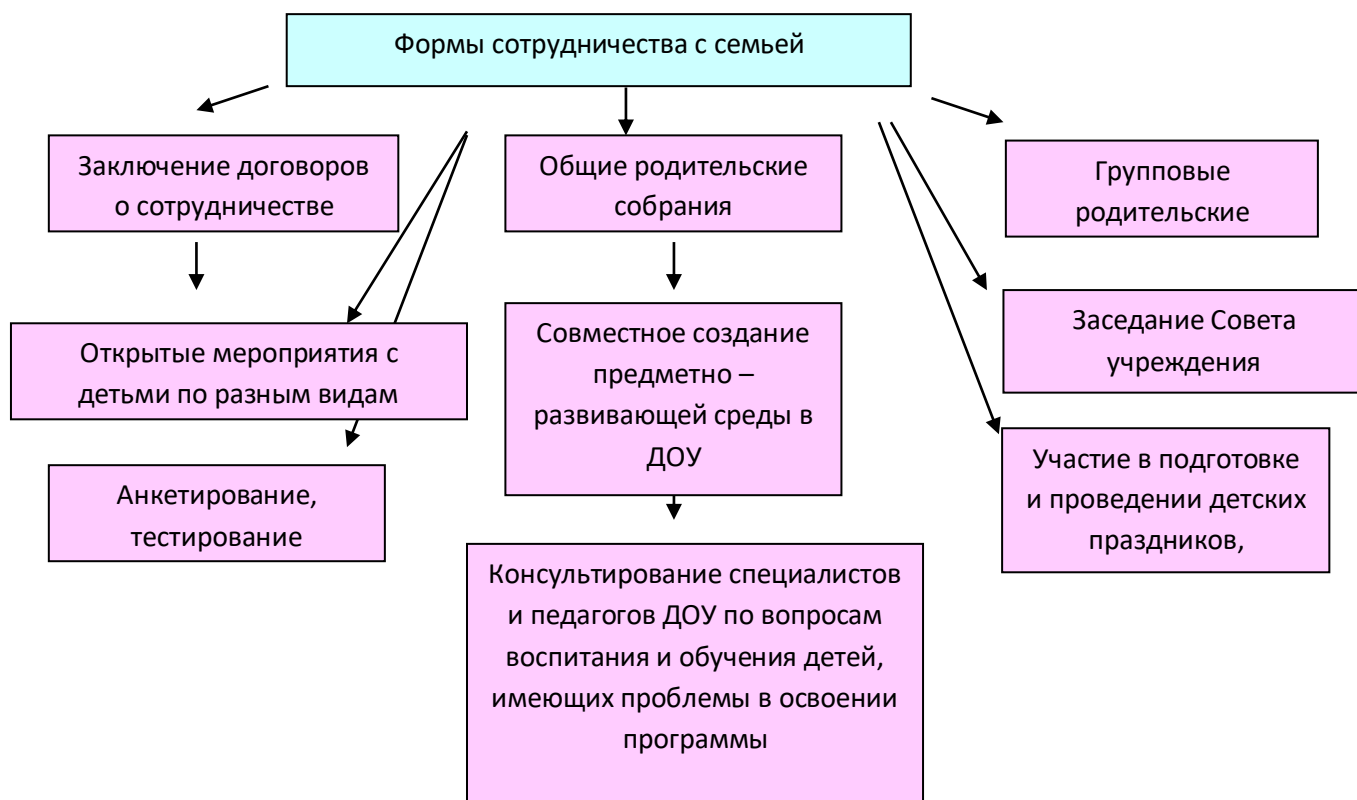 Формы сотрудничества с семьей
Заключение договоров
о сотрудничестве
Общие родительские
собрания
Групповые
родительские
Открытые мероприятия с
детьми по разным видам
Совместное создание
предметно –
развивающей среды в
ДОУ
Заседание Совета
учреждения
Анкетирование,
тестирование
Участие в подготовке
и проведении детских
праздников,
Консультирование специалистов
и педагогов ДОУ по вопросам
воспитания и обучения детей,
имеющих проблемы в освоении
программы